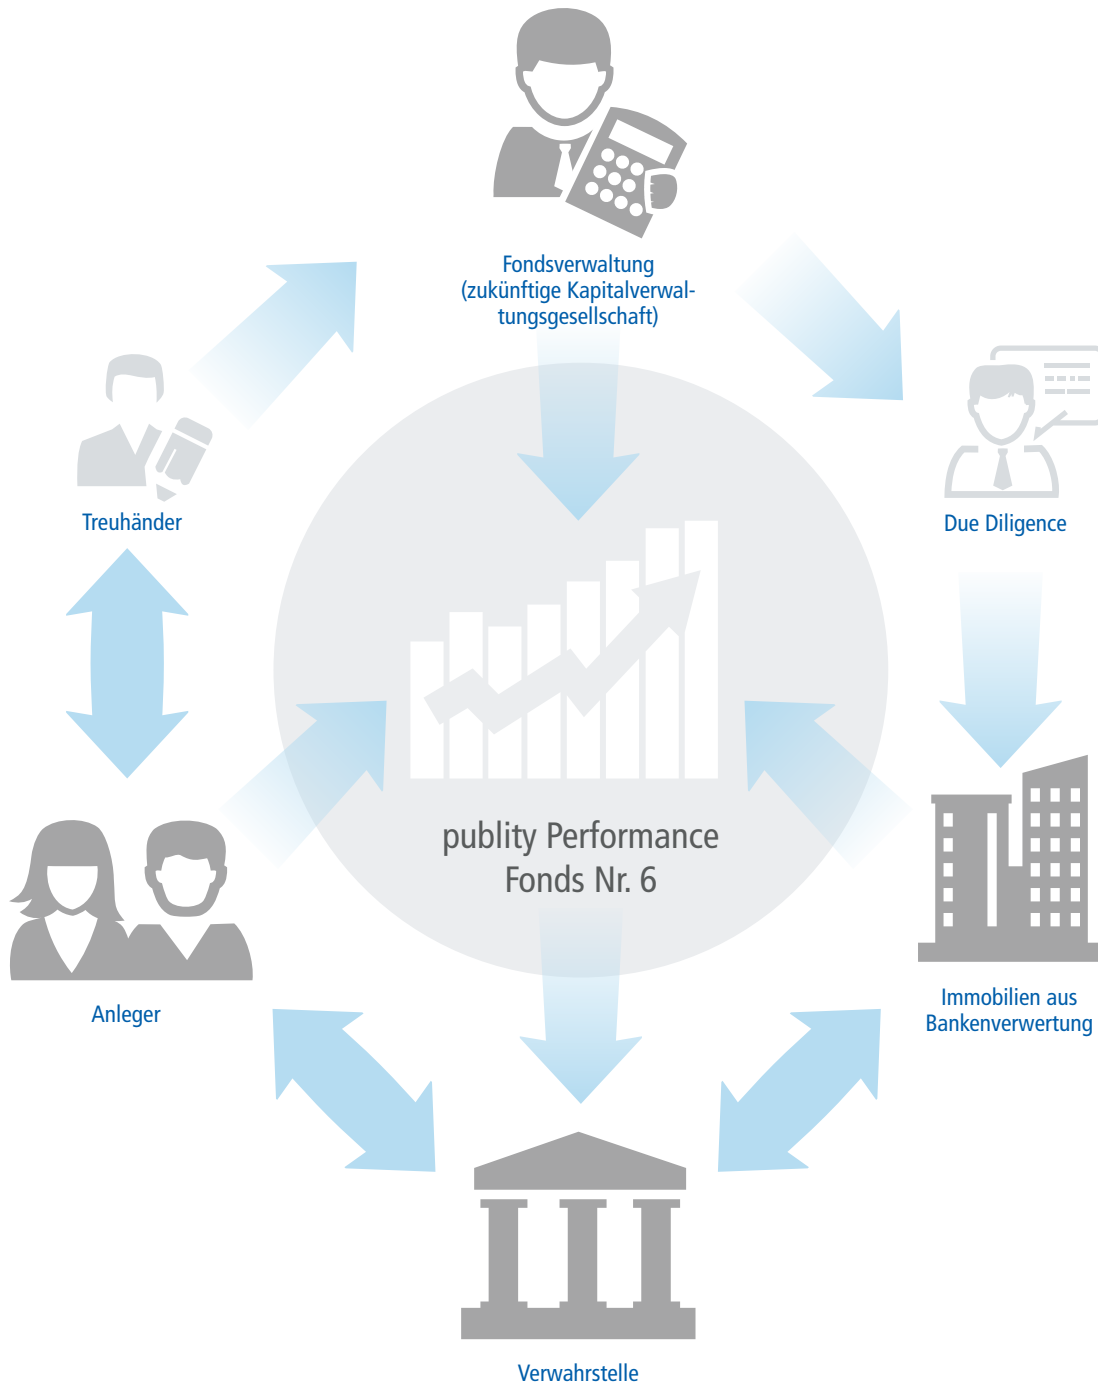 Fondsverwaltung
(zukünftige Kapitalverwal-
tungsgesellschaft)
Treuhänder
Due Diligence
publity Performance
Fonds Nr. 6
Anleger
Immobilien aus
Bankenverwertung
Verwahrstelle